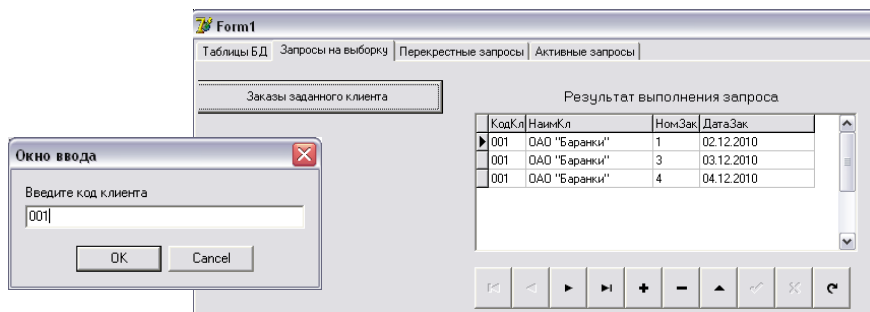 Form1
Таблицы БД Запросы на выборку Перекрестные запросы Активные запросы
Заказы заданного клиента
Результат выполнения запроса
КодКл НаимКл НомЗак ДатаЗак
001 ОАО "Баранки" 1 02.12.2010
001 ОАО "Баранки" 3 03.12.2010
001 ОАО "Баранки" 4 04.12.2010
Окно ввода
Введите код клиента
001
OK Cancel